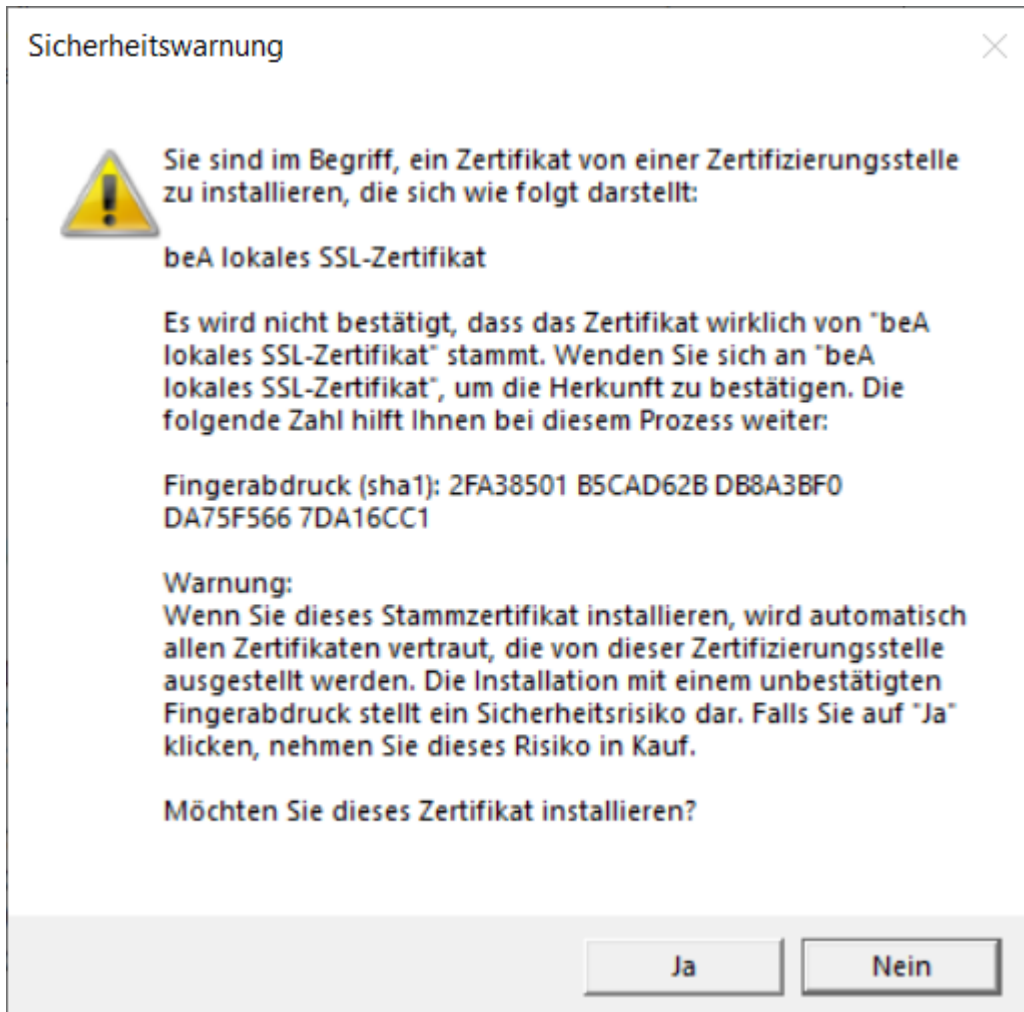 Sicherheitswarnung
Sie sind im Begriff, ein Zertifikat von einer Zertifizierungsstelle
zu installieren, die sich wie folgt darstellt:
beA lokales SSL-Zertifikat
Es wird nicht bestätigt, dass das Zertifikat wirklich von "beA
lokales SSL-Zertifikat" stammt. Wenden Sie sich an "beA
lokales SSL-Zertifikat", um die Herkunft zu bestätigen. Die
folgende Zahl hilft Ihnen bei diesem Prozess weiter:
Fingerabdruck (sha1): 2FA38501 B5CAD62B DB8A3BF0
DA75F566 7DA16CC1
Warnung:
Wenn Sie dieses Stammzertifikat installieren, wird automatisch
allen Zertifikaten vertraut, die von dieser Zertifizierungsstelle
ausgestellt werden. Die Installation mit einem unbestätigten
Fingerabdruck stellt ein Sicherheitsrisiko dar. Falls Sie auf "Ja"
klicken, nehmen Sie dieses Risiko in Kauf.
Möchten Sie dieses Zertifikat installieren?
Ja Nein